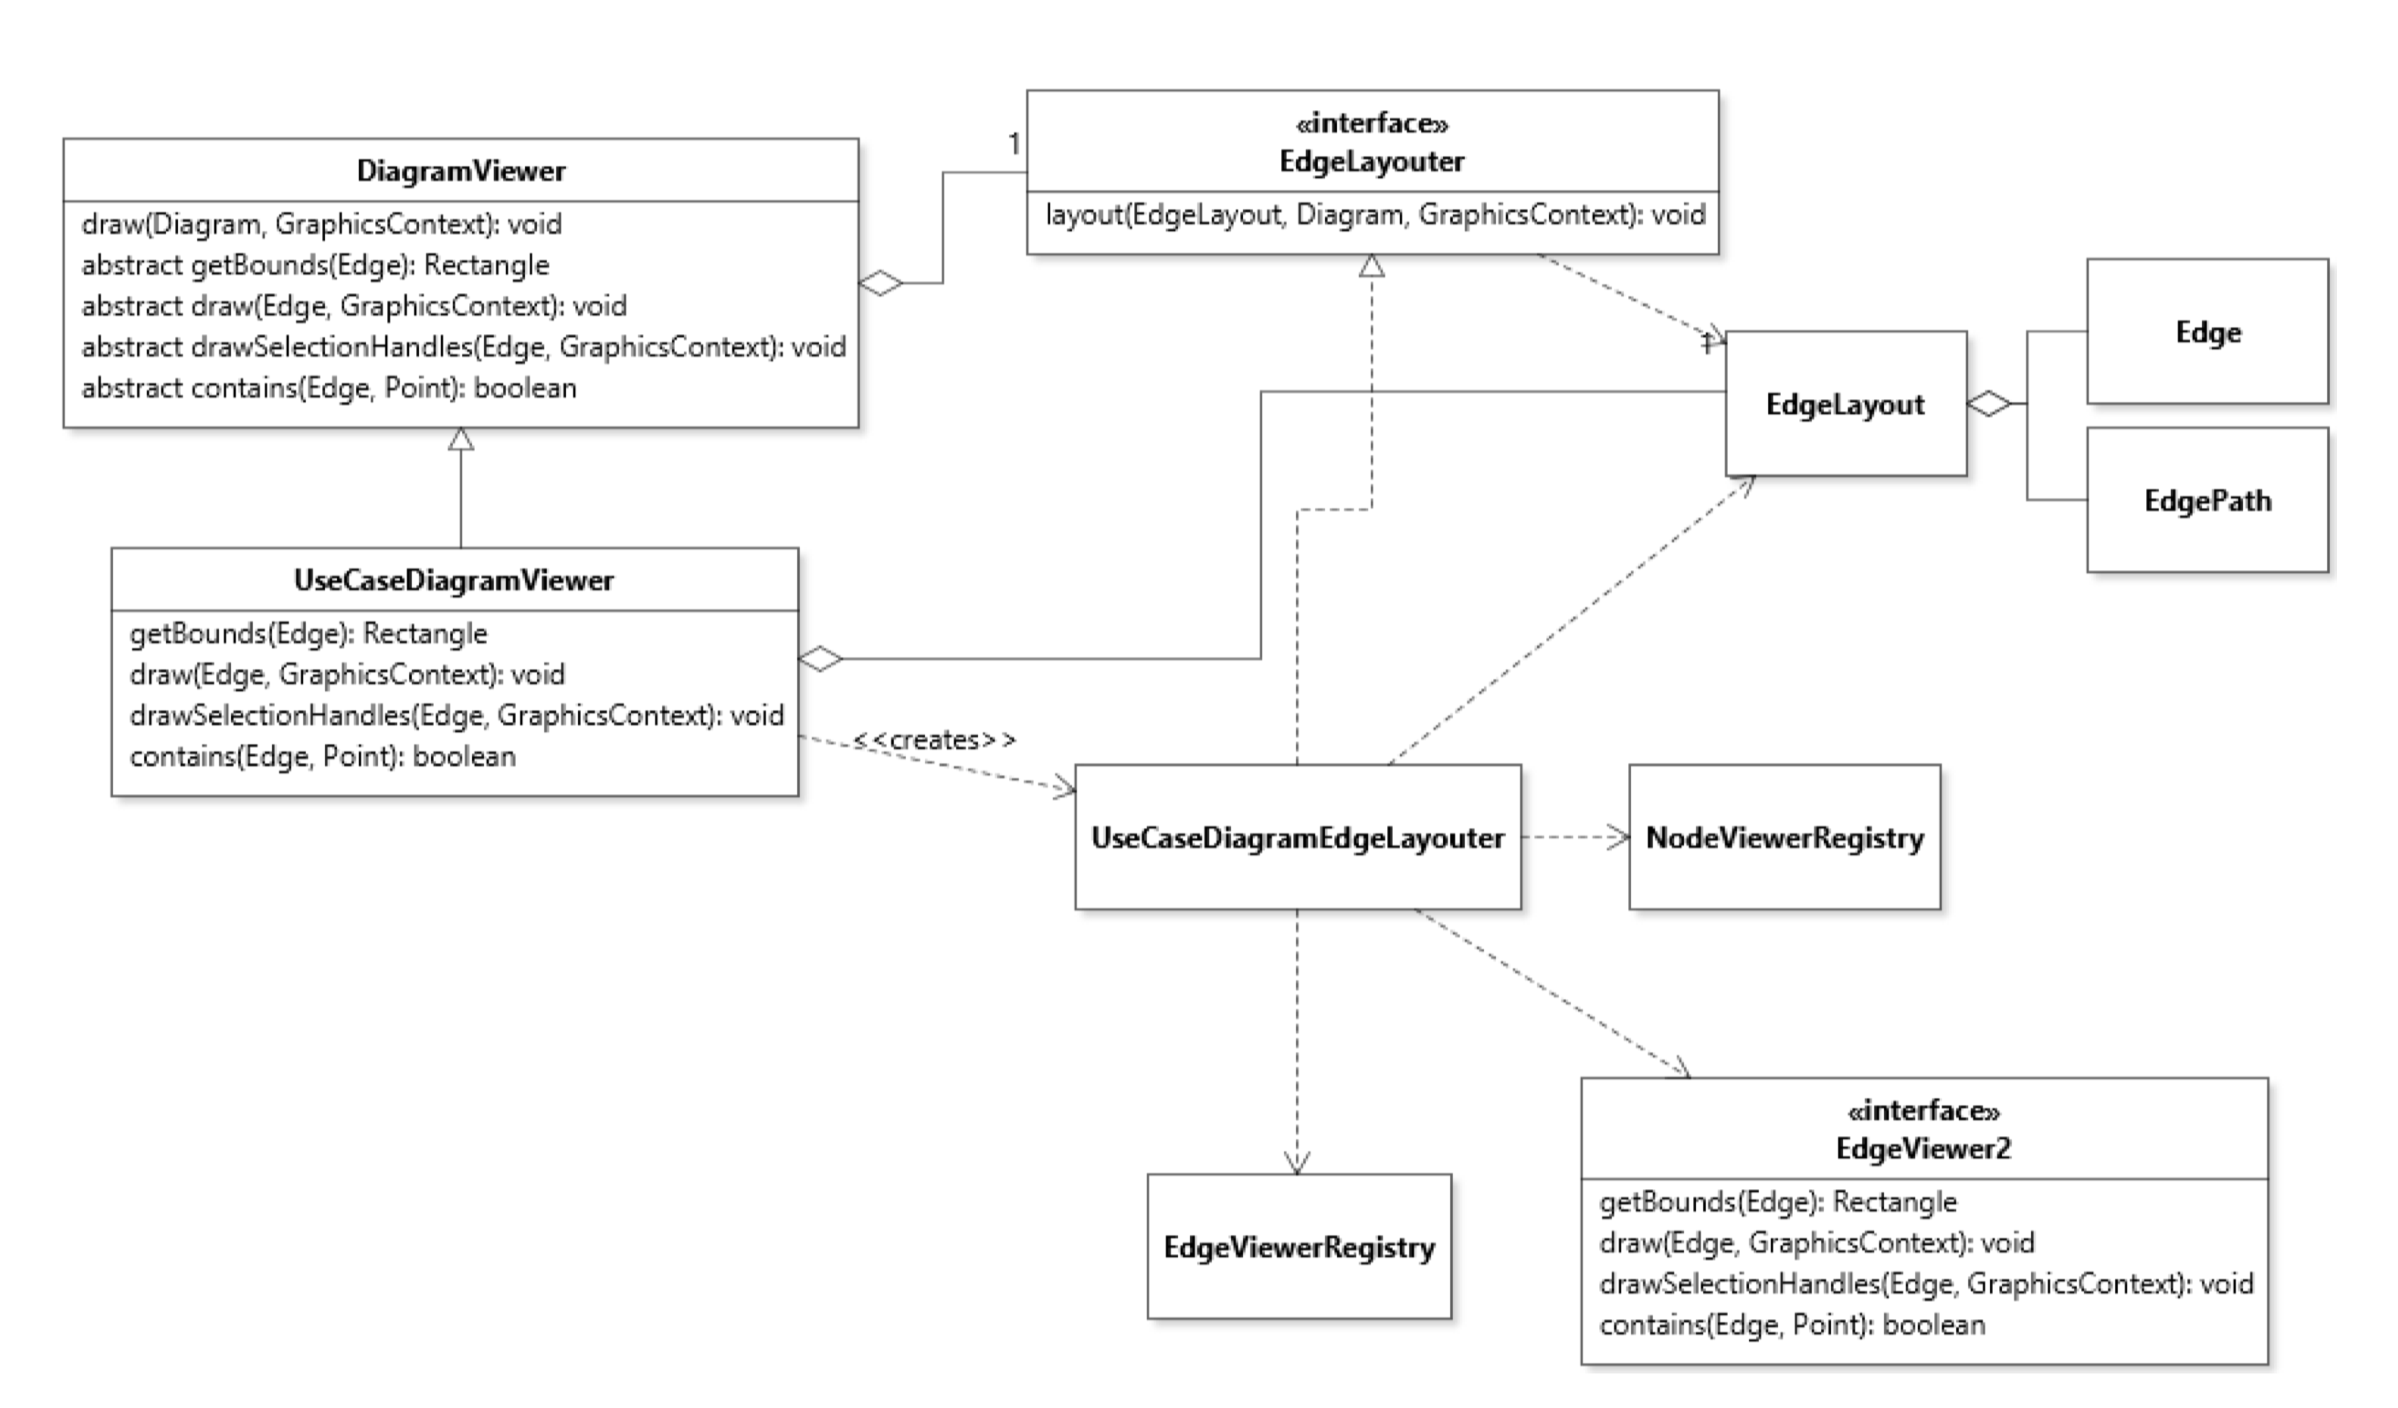 DiagramViewer
draw(Diagram, GraphicsContext): void
abstract getBounds(Edge): Rectangle
abstract draw(Edge, GraphicsContext): void
abstract drawSelectionHandles(Edge, GraphicsContext): void
abstract contains(Edge, Point): boolean
1
«interface»
EdgeLayouter
layout(EdgeLayout, Diagram, GraphicsContext): void
1
EdgeLayout
Edge
EdgePath
UseCaseDiagramViewer
getBounds(Edge): Rectangle
draw(Edge, GraphicsContext): void
drawSelectionHandles(Edge, GraphicsContext): void
contains(Edge, Point): boolean
<<creates>>
UseCaseDiagramEdgeLayouter
NodeViewerRegistry
EdgeViewerRegistry
«interface»
EdgeViewer2
getBounds(Edge): Rectangle
draw(Edge, GraphicsContext): void
drawSelectionHandles(Edge, GraphicsContext): void
contains(Edge, Point): boolean